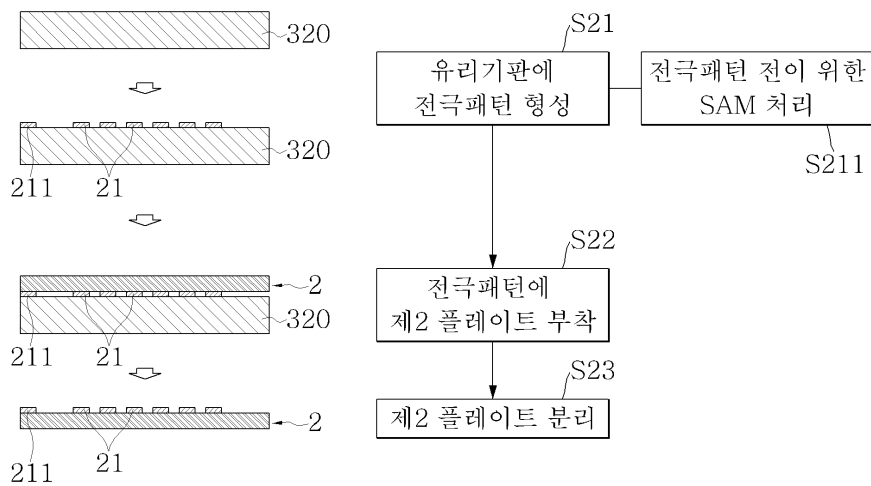 320
320
211
21
2
320
211
21
2
211
21
S21
유리기판에
전극패턴 형성
전극패턴 전이 위한
SAM 처리
S211
S22
전극패턴에
제2 플레이트 부착
S23
제2 플레이트 분리